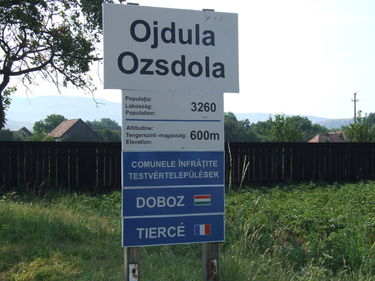 Ojdula
Ozsdola
Populația:
Lakosság: 3260
Population:
Altitudine:
Tengerszint-magasság: 600m
Elevation:
COMUNELE ÎNFRĂȚITE
TESTVÉRTELEPÜLÉSEK
DOBOZ
TIERCÉ